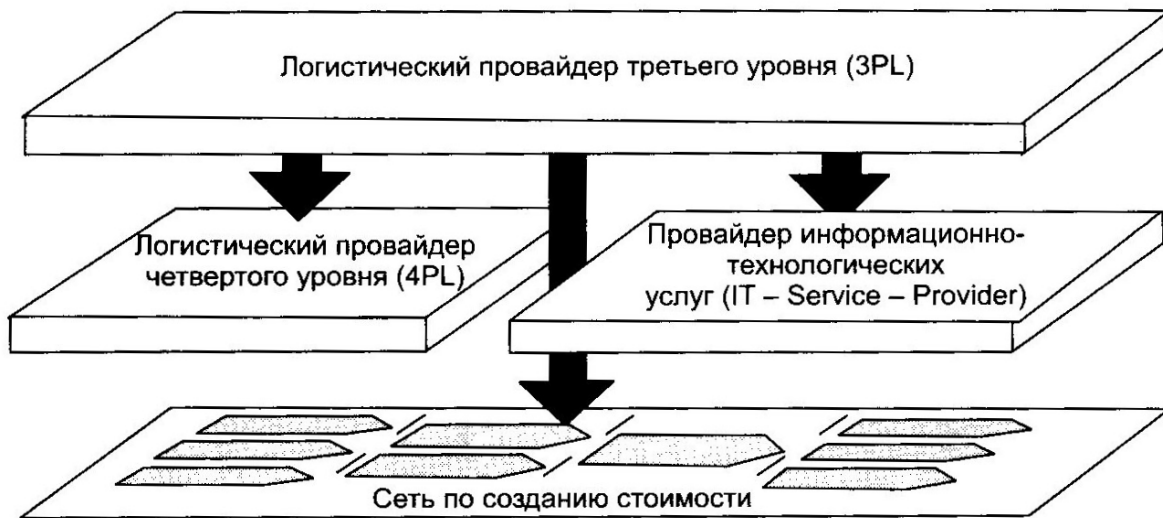 Логистический провайдер третьего уровня (3PL)
Логистический провайдер
четвертого уровня (4PL)
Провайдер информационно-
технологических
услуг (IT – Service – Provider)
Сеть по созданию стоимости